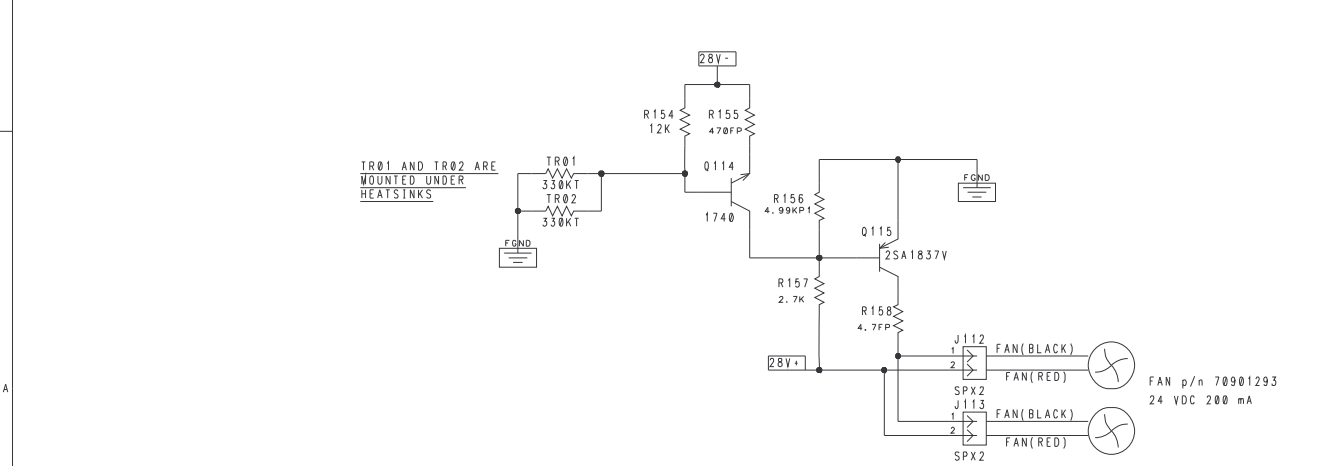 28V-
R154
12K
R155
470FP
TR01 AND TR02 ARE
MOUNTED UNDER
HEATSINKS
TR01
330KT
TR02
330KT
FGND
Q114
1740
R156
4.99KP1
FGND
Q115
2SA1837V
R157
2.7K
R158
4.7FP
28V+
J112
1
2
SPX2
FAN(BLACK)
FAN(RED)
J113
1
2
SPX2
FAN(BLACK)
FAN(RED)
FAN p/n 70901293
24 VDC 200 mA
A